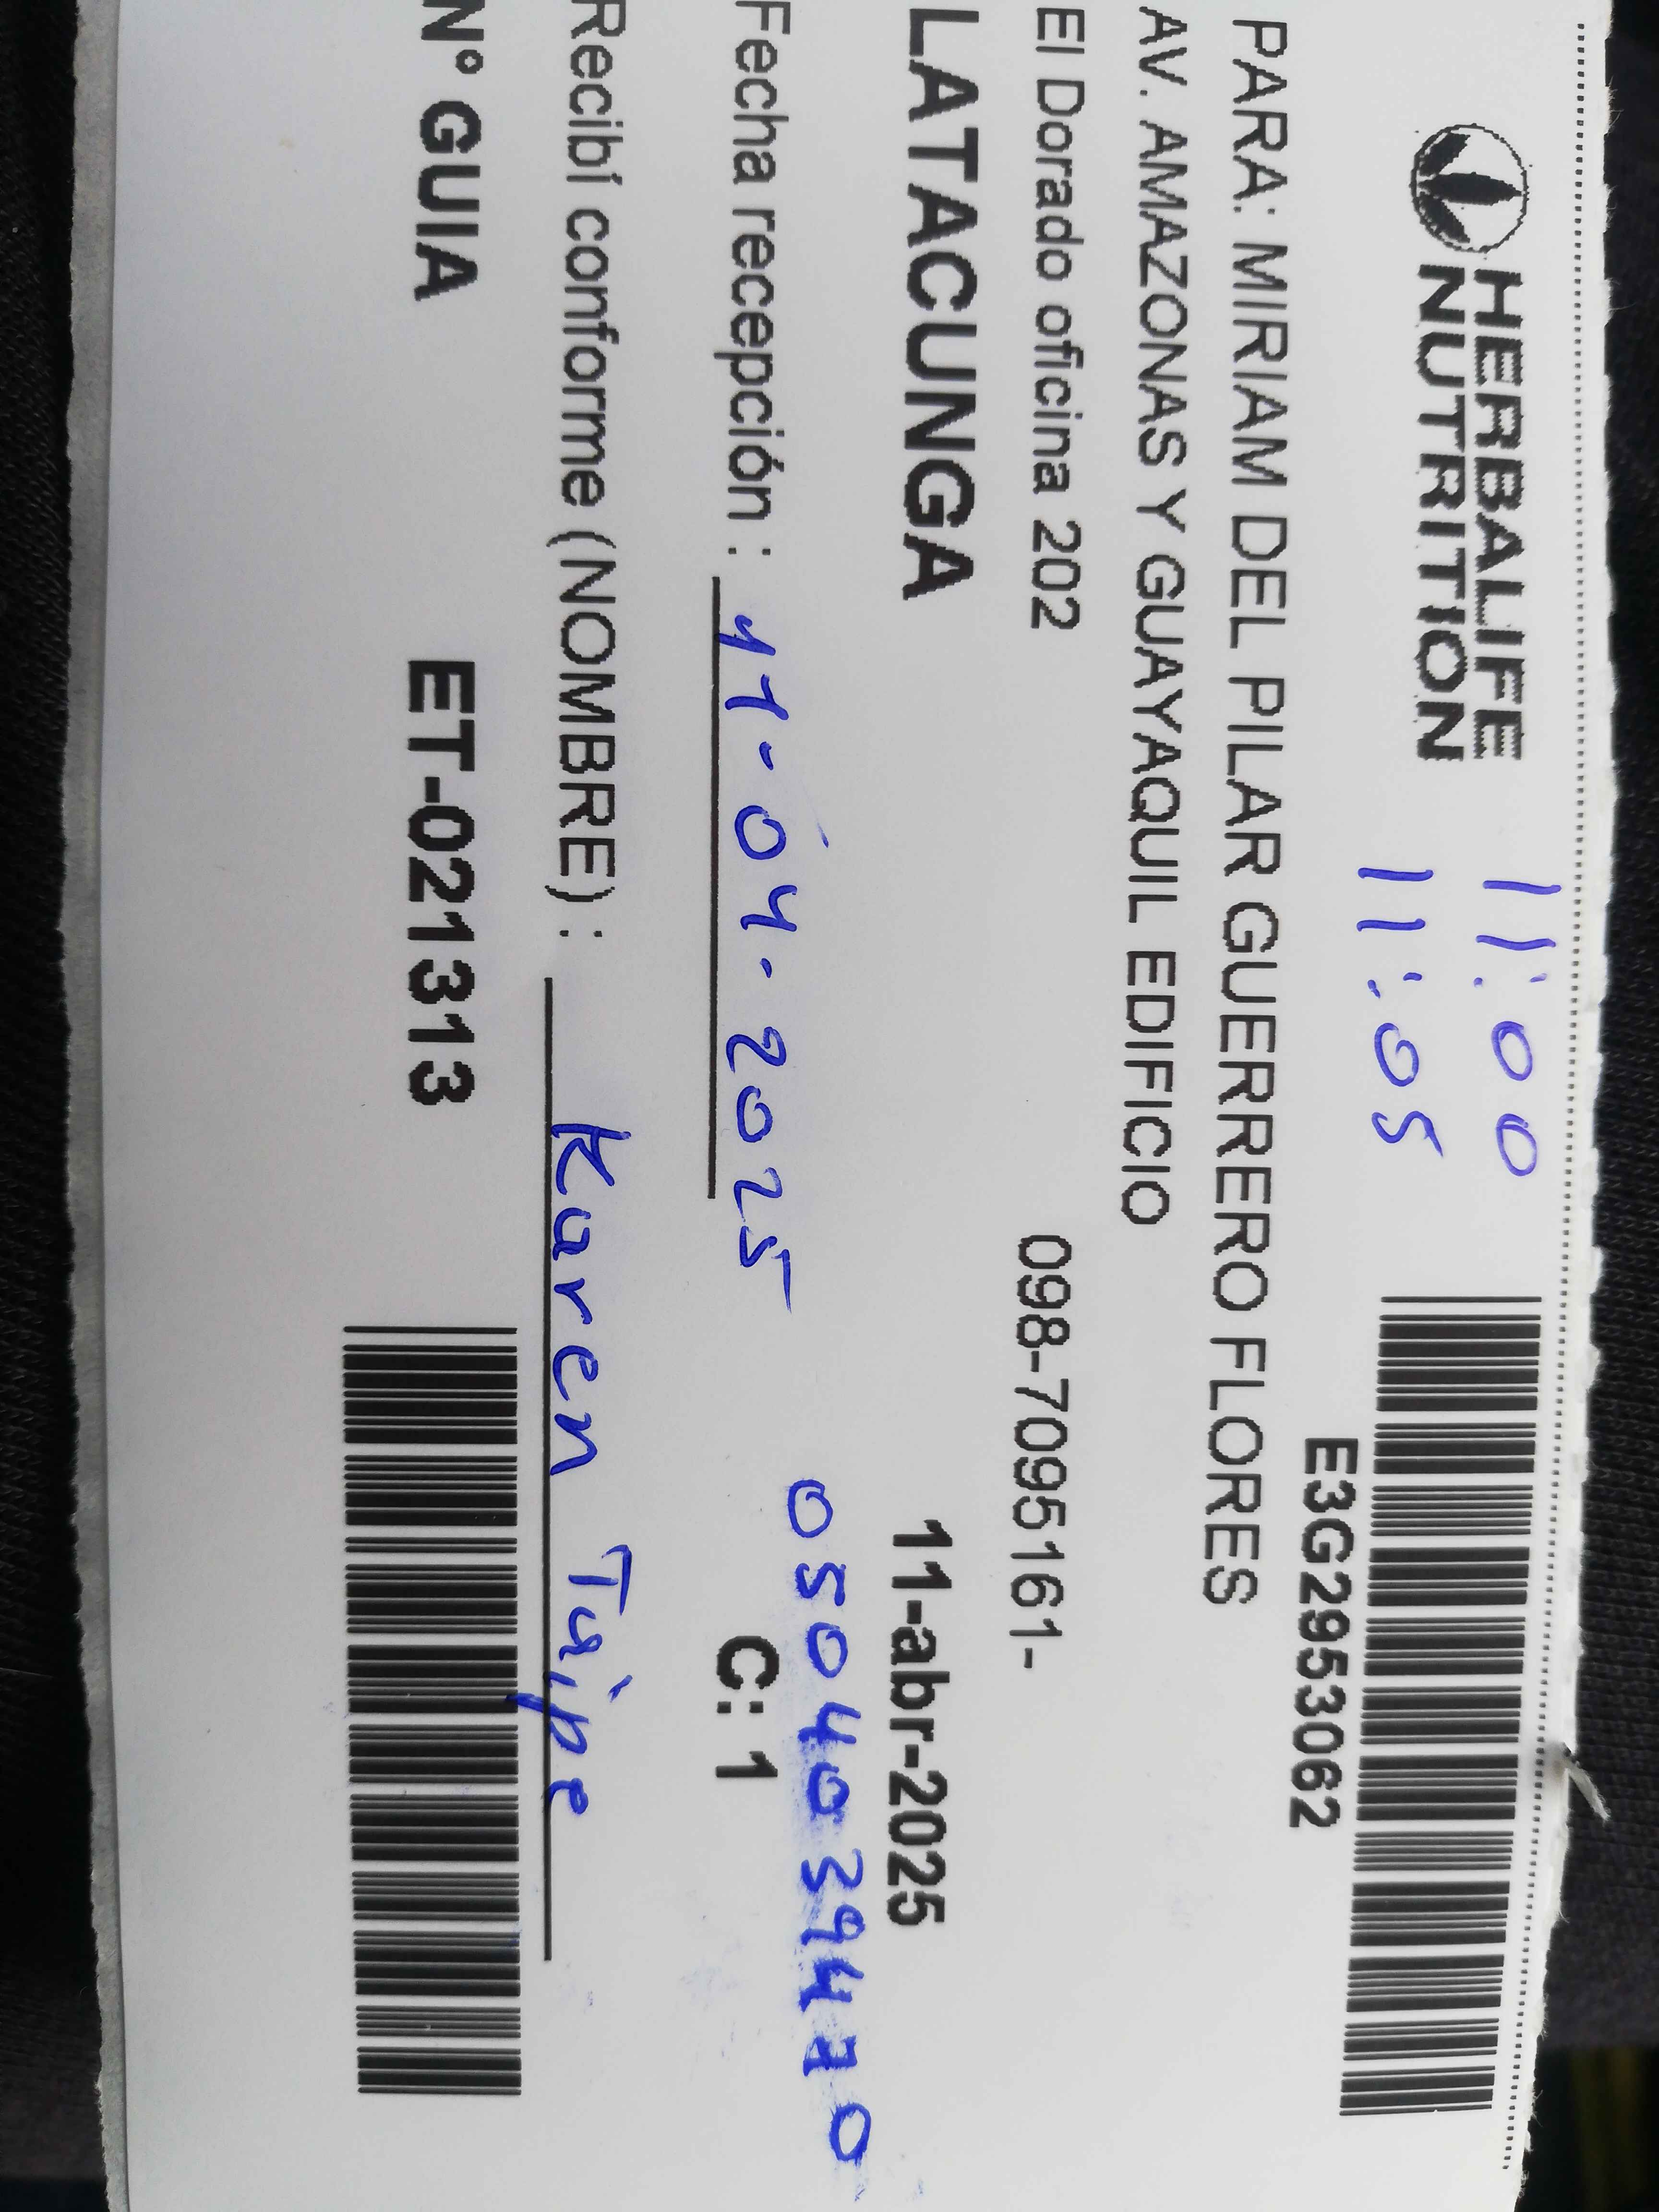 HERBALIFE
NUTRITION
11:00
11:05
E3G2953062
PARA: MIRIAM DEL PILAR GUERRERO FLORES
AV. AMAZONAS Y GUAYAQUIL EDIFICIO
El Dorado oficina 202
098-7095161-
LATACUNGA
11-abr-2025
0504039470
Fecha recepción : 11-04-2025
C: 1
Recibí conforme (NOMBRE) : Karen Taipe
N° GUIA
ET-021313